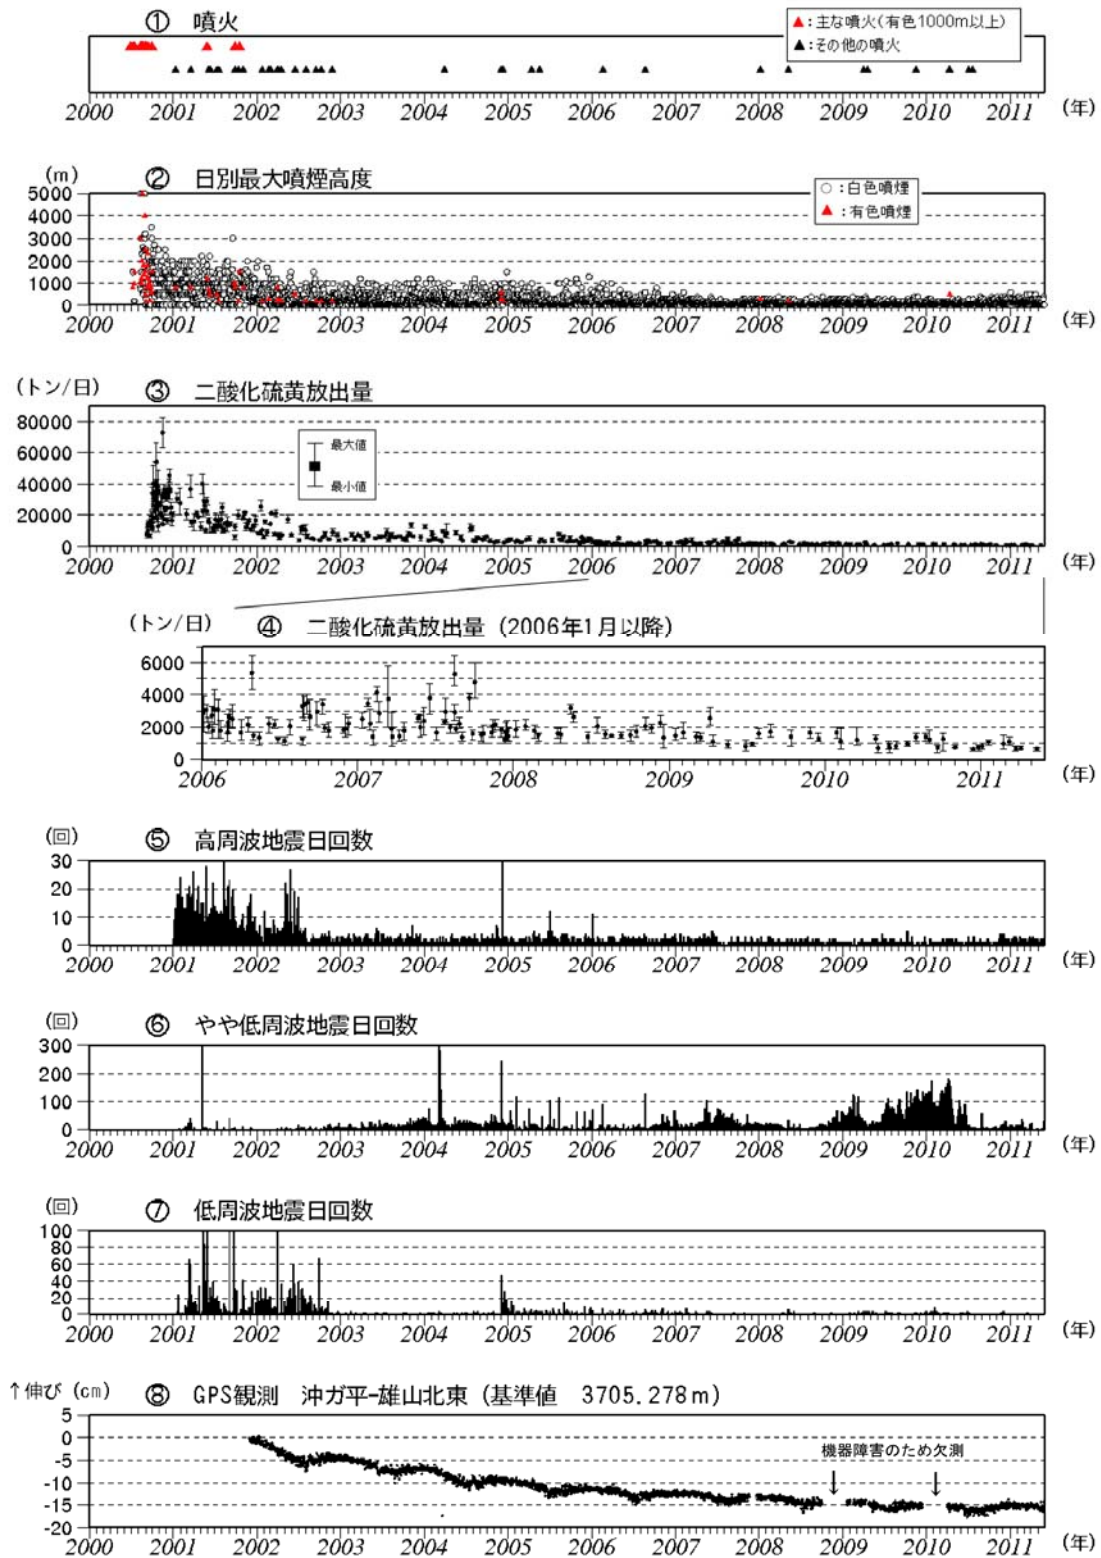 ① 噴火
▲:主な噴火(有色1000m以上)
▲:その他の噴火
2000 2001 2002 2003 2004 2005 2006 2007 2008 2009 2010 2011 (年)
(m) ② 日別最大噴煙高度
○:白色噴煙
▲:有色噴煙
5000
4000
3000
2000
1000
0
2000 2001 2002 2003 2004 2005 2006 2007 2008 2009 2010 2011 (年)
(トン/日) ③ 二酸化硫黄放出量
80000
60000
40000
20000
0
最大値
最小値
2000 2001 2002 2003 2004 2005 2006 2007 2008 2009 2010 2011 (年)
(トン/日) ④ 二酸化硫黄放出量 (2006年1月以降)
6000
4000
2000
0
2006 2007 2008 2009 2010 2011 (年)
(回) ⑤ 高周波地震日回数
30
20
10
0
2000 2001 2002 2003 2004 2005 2006 2007 2008 2009 2010 2011 (年)
(回) ⑥ やや低周波地震日回数
300
200
100
0
2000 2001 2002 2003 2004 2005 2006 2007 2008 2009 2010 2011 (年)
(回) ⑦ 低周波地震日回数
100
80
60
40
20
0
2000 2001 2002 2003 2004 2005 2006 2007 2008 2009 2010 2011 (年)
↑伸び (cm) ⑧ GPS観測 沖ガ平-雄山北東 (基準値 3705.278m)
5
0
-5
-10
-15
-20
機器障害のため欠測
2000 2001 2002 2003 2004 2005 2006 2007 2008 2009 2010 2011 (年)